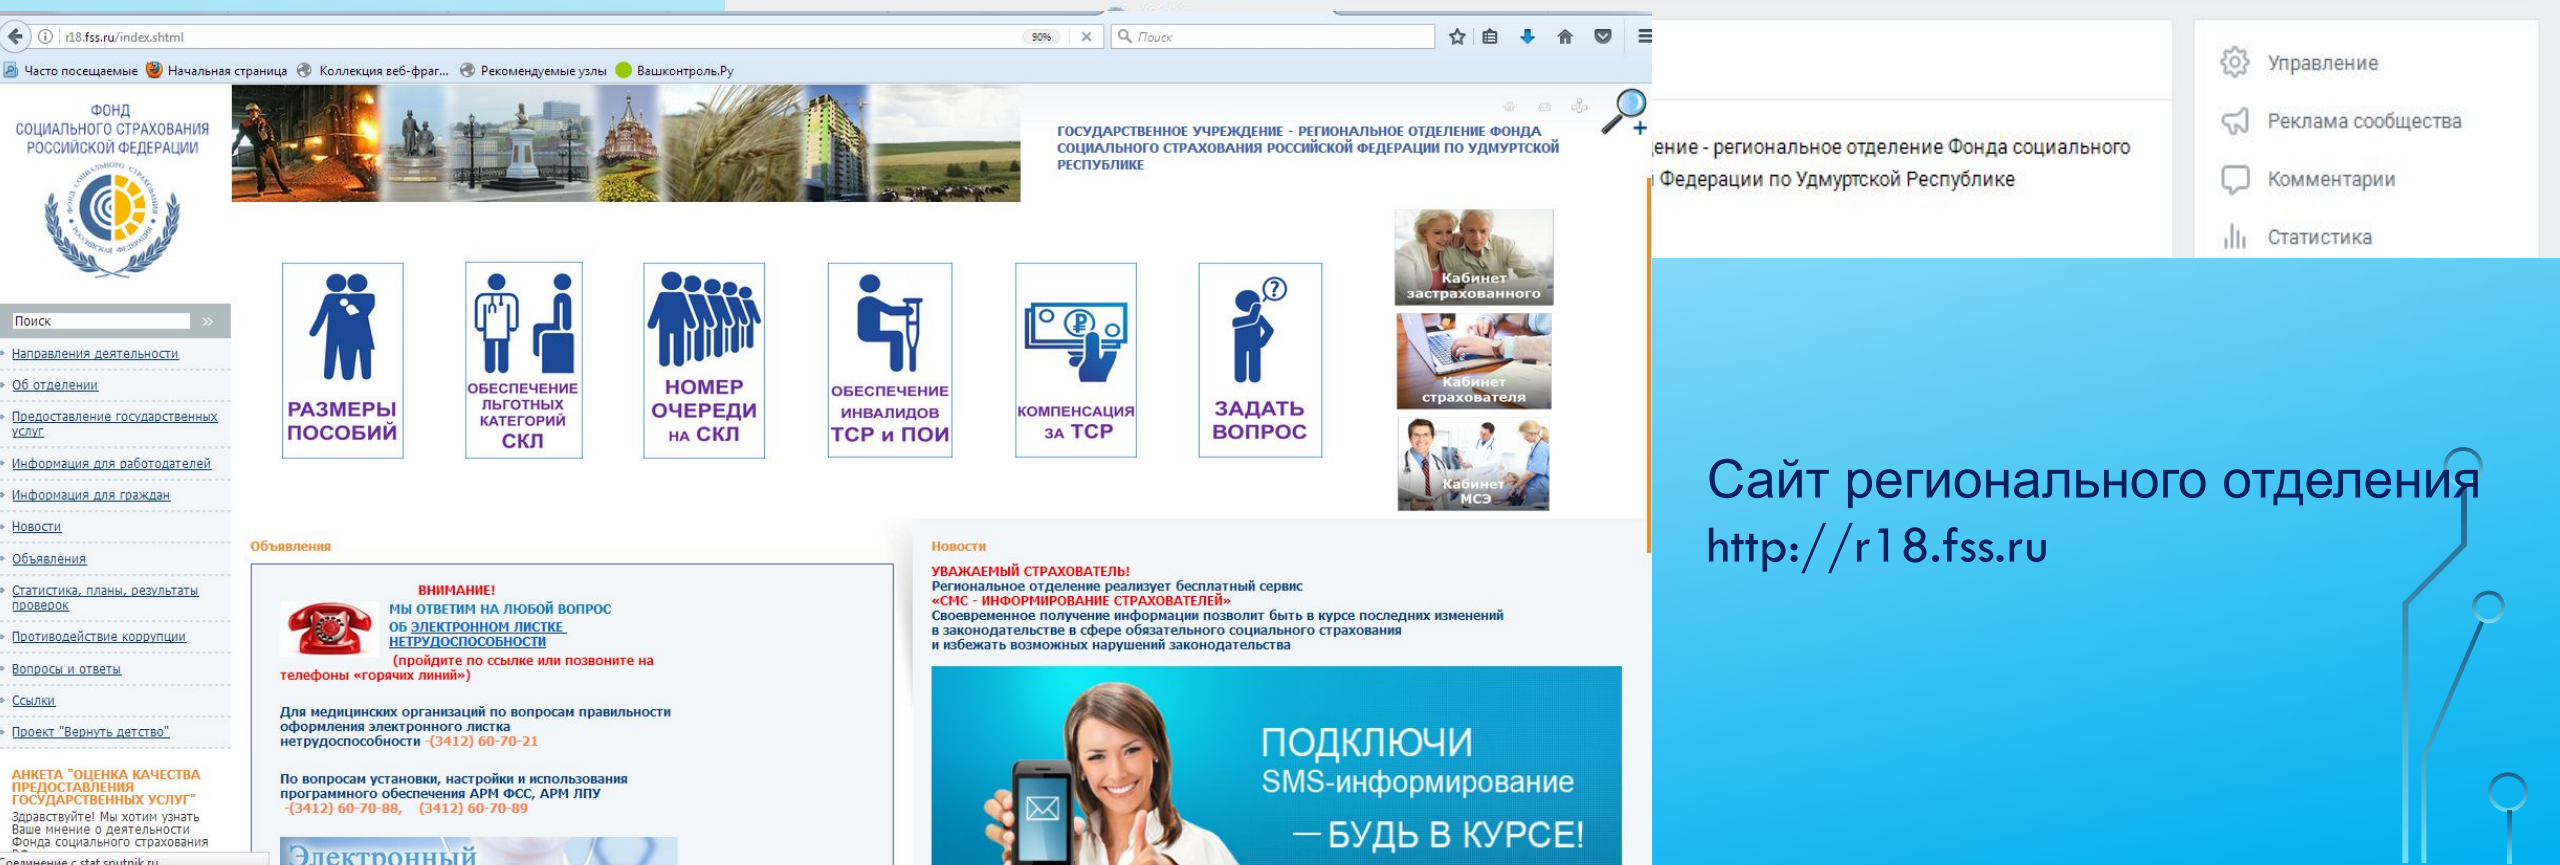 r18.fss.ru/index.shtml
90%
Поиск
Часто посещаемые
Начальная страница
Коллекция веб-фраг...
Рекомендуемые узлы
Вашконтроль.Ру
ФОНД
СОЦИАЛЬНОГО СТРАХОВАНИЯ
РОССИЙСКОЙ ФЕДЕРАЦИИ
ГОСУДАРСТВЕННОЕ УЧРЕЖДЕНИЕ - РЕГИОНАЛЬНОЕ ОТДЕЛЕНИЕ ФОНДА
СОЦИАЛЬНОГО СТРАХОВАНИЯ РОССИЙСКОЙ ФЕДЕРАЦИИ ПО УДМУРТСКОЙ
РЕСПУБЛИКЕ
Поиск
Направления деятельности
Об отделении
Предоставление государственных
услуг
Информация для работодателей
Информация для граждан
Новости
Объявления
Статистика, планы, результаты
проверок
Противодействие коррупции
Вопросы и ответы
Ссылки
Проект "Вернуть детство"
АНКЕТА "ОЦЕНКА КАЧЕСТВА
ПРЕДОСТАВЛЕНИЯ
ГОСУДАРСТВЕННЫХ УСЛУГ"
Здравствуйте! Мы хотим узнать
Ваше мнение о деятельности
Фонда социального страхования
Соединение с stat.sputnik.ru
РАЗМЕРЫ
ПОСОБИЙ
ОБЕСПЕЧЕНИЕ
ЛЬГОТНЫХ
КАТЕГОРИЙ
СКЛ
НОМЕР
ОЧЕРЕДИ
НА СКЛ
ОБЕСПЕЧЕНИЕ
ИНВАЛИДОВ
ТСР и ПОИ
КОМПЕНСАЦИЯ
ЗА ТСР
ЗАДАТЬ
ВОПРОС
Кабинет
застрахованного
Кабинет
страхователя
Кабинет
МСЭ
Объявления
ВНИМАНИЕ!
МЫ ОТВЕТИМ НА ЛЮБОЙ ВОПРОС
ОБ ЭЛЕКТРОННОМ ЛИСТКЕ
НЕТРУДОСПОСОБНОСТИ
(пройдите по ссылке или позвоните на
телефоны «горячих линий»)
Для медицинских организаций по вопросам правильности
оформления электронного листка
нетрудоспособности -(3412) 60-70-21
По вопросам установки, настройки и использования
программного обеспечения АРМ ФСС, АРМ ЛПУ
-(3412) 60-70-88, (3412) 60-70-89
Электронный
Новости
УВАЖАЕМЫЙ СТРАХОВАТЕЛЬ!
Региональное отделение реализует бесплатный сервис
«СМС - ИНФОРМИРОВАНИЕ СТРАХОВАТЕЛЕЙ»
Своевременное получение информации позволит быть в курсе последних изменений
в законодательстве в сфере обязательного социального страхования
и избежать возможных нарушений законодательства
ПОДКЛЮЧИ
SMS-информирование
—БУДЬ В КУРСЕ!
ение - региональное отделение Фонда социального
Федерации по Удмуртской Республике
Управление
Реклама сообщества
Комментарии
Статистика
Сайт регионального отделения
http://r18.fss.ru